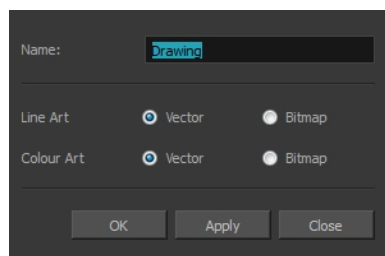 Name: Drawing
Line Art Vector Bitmap
Colour Art Vector Bitmap
OK Apply Close